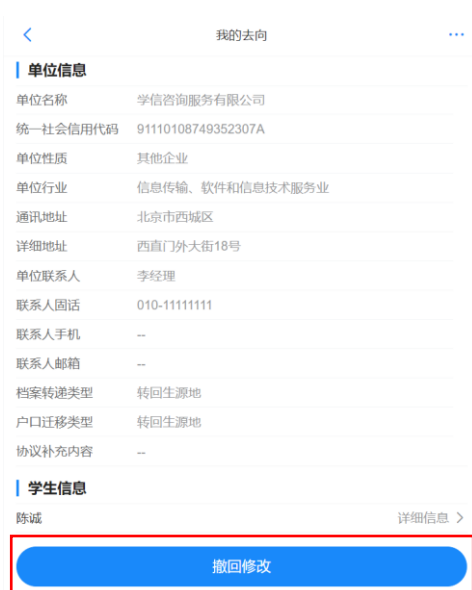 我的去向
单位信息
单位名称 学信咨询服务有限公司
统一社会信用代码 91110108749352307A
单位性质 其他企业
单位行业 信息传输、软件和信息技术服务业
通讯地址 北京市西城区
详细地址 西直门外大街18号
单位联系人 李经理
联系人固话 010-11111111
联系人手机 --
联系人邮箱 --
档案转递类型 转回生源地
户口迁移类型 转回生源地
协议补充内容 --
学生信息
陈诚 详细信息
撤回修改